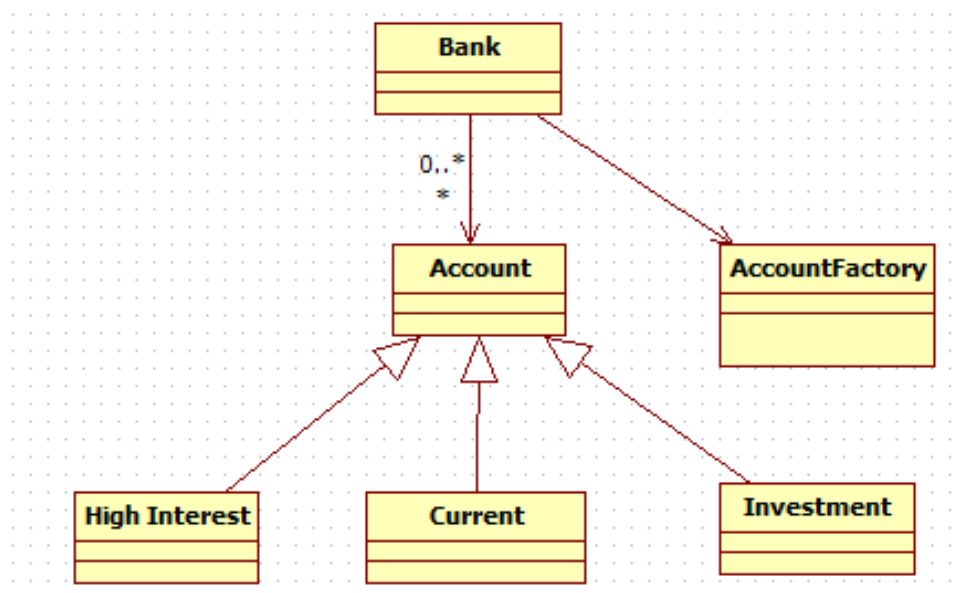 Bank
0..*
*
Account
AccountFactory
High Interest
Current
Investment